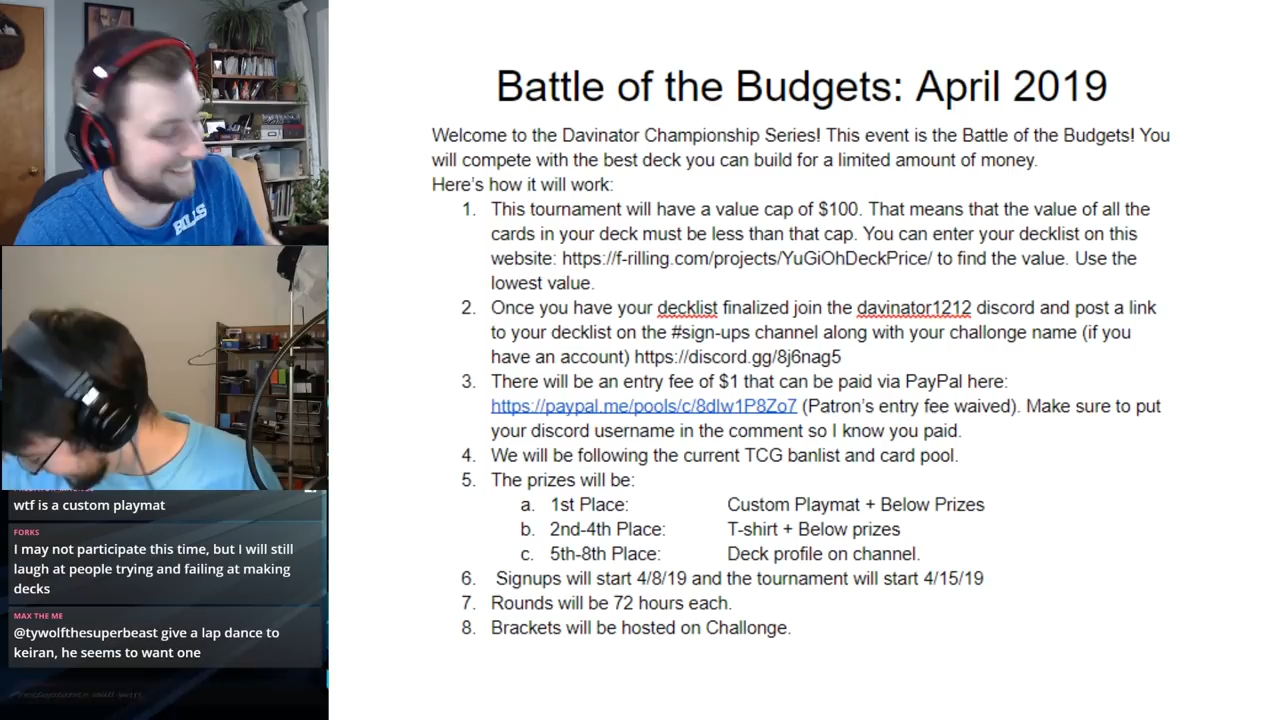 Battle of the Budgets: April 2019
Welcome to the Davinator Championship Series! This event is the Battle of the Budgets! You
will compete with the best deck you can build for a limited amount of money.
Here's how it will work:
1. This tournament will have a value cap of $100. That means that the value of all the
cards in your deck must be less than that cap. You can enter your decklist on this
website: https://f-rilling.com/projects/YuGiOhDeckPrice/ to find the value. Use the
lowest value.
2. Once you have your decklist finalized join the davinator1212 discord and post a link
to your decklist on the #sign-ups channel along with your challonge name (if you
have an account) https://discord.gg/8j6nag5
3. There will be an entry fee of $1 that can be paid via PayPal here:
https://paypal.me/pools/c/8dlw1P8Zo7 (Patron's entry fee waived). Make sure to put
your discord username in the comment so I know you paid.
4. We will be following the current TCG banlist and card pool.
5. The prizes will be:
a. 1st Place: Custom Playmat + Below Prizes
b. 2nd-4th Place: T-shirt + Below prizes
c. 5th-8th Place: Deck profile on channel.
6. Signups will start 4/8/19 and the tournament will start 4/15/19
7. Rounds will be 72 hours each.
8. Brackets will be hosted on Challonge.
BILLS
wtf is a custom playmat
FORKS
I may not participate this time, but I will still
laugh at people trying and failing at making
decks
MAX THE ME
@tywolfthesuperbeast give a lap dance to
keiran, he seems to want one